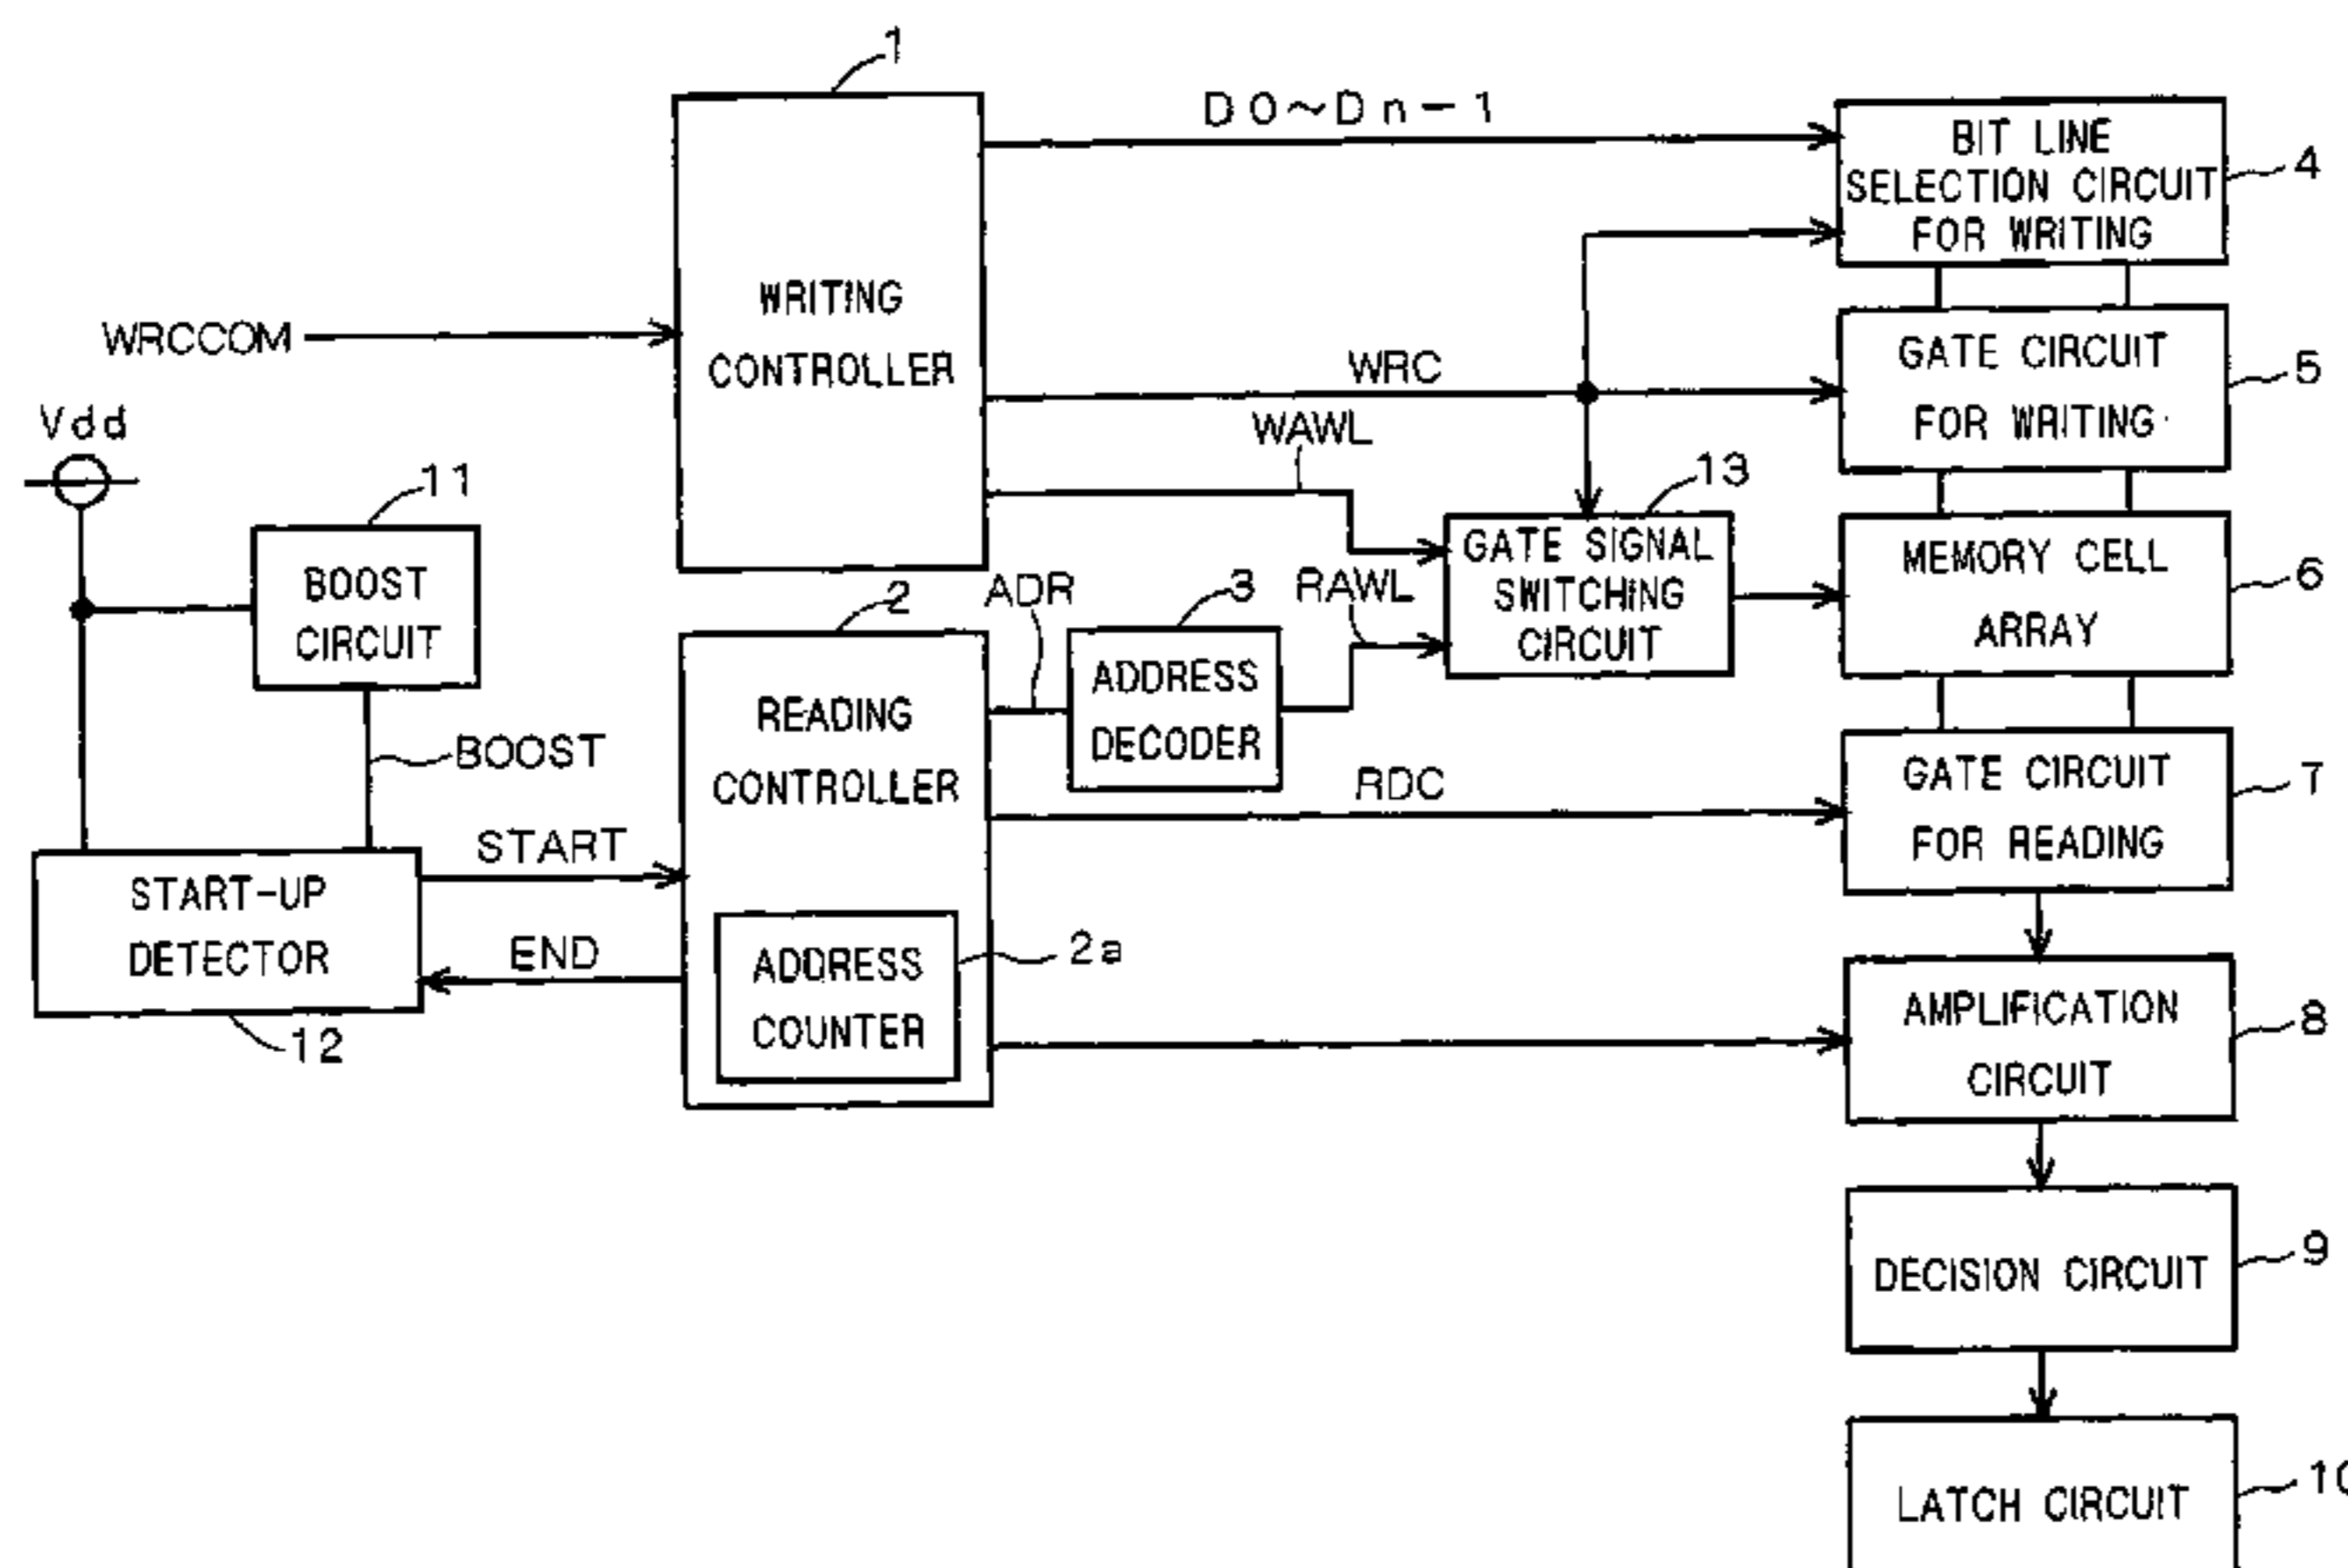 1
D0~Dn-1
BIT LINE
SELECTION CIRCUIT
FOR WRITING
4
WRITING
CONTROLLER
WRCCOM
WRC
GATE CIRCUIT
FOR WRITING
5
Vdd
WAWL
11
13
BOOST
CIRCUIT
GATE SIGNAL
SWITCHING
CIRCUIT
MEMORY CELL
ARRAY
6
2
ADR
3
RAWL
READING
CONTROLLER
ADDRESS
DECODER
BOOST
RDC
GATE CIRCUIT
FOR READING
7
START
START-UP
DETECTOR
END
12
ADDRESS
COUNTER
2a
AMPLIFICATION
CIRCUIT
8
DECISION CIRCUIT
9
LATCH CIRCUIT
10